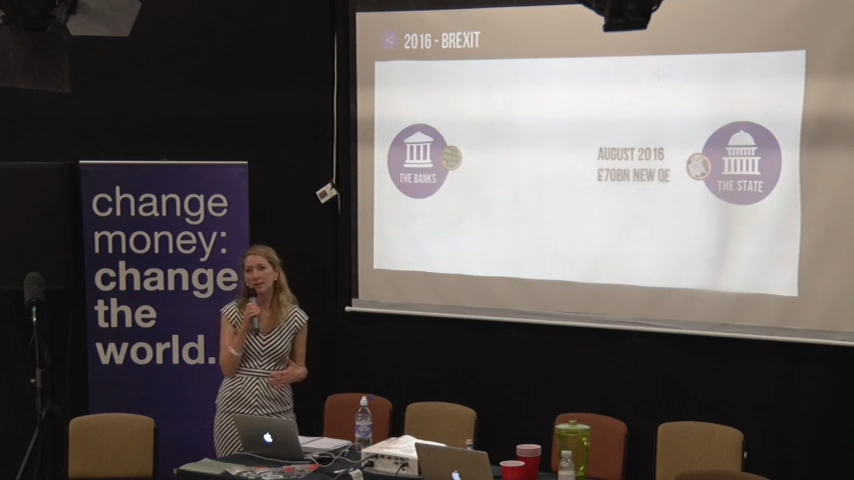 2016 - BREXIT
THE BANKS
AUGUST 2016
£70BN NEW QE
THE STATE
change
money:
change
the
world.